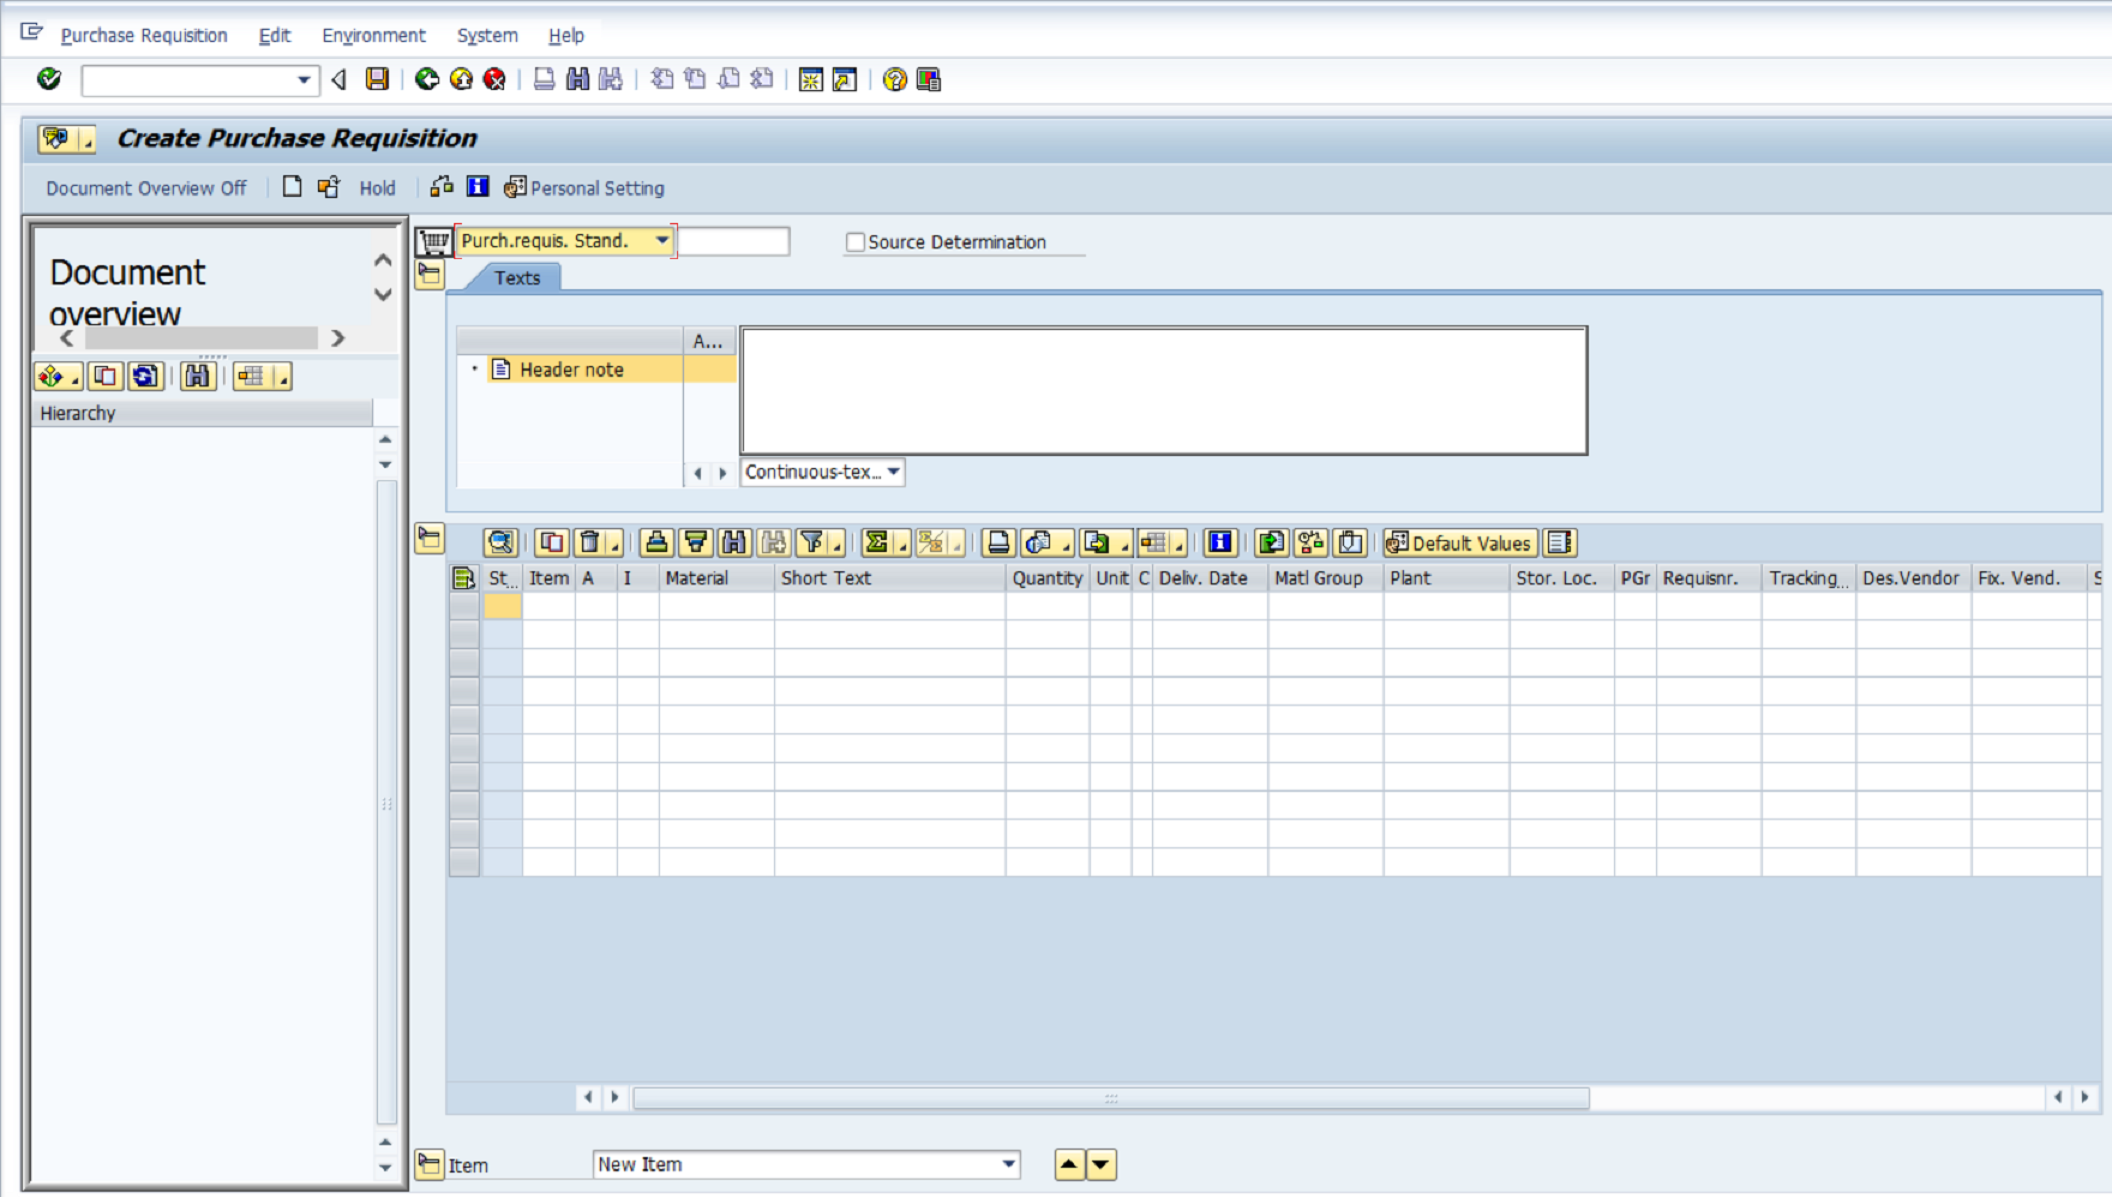 Purchase Requisition Edit Environment System Help
Create Purchase Requisition
Document Overview Off Hold Personal Setting
Document
overview
Purch.requis. Stand. Source Determination
Texts
A...
Header note
Continuous-tex...
Hierarchy
Default Values
St... Item A I Material Short Text Quantity Unit C Deliv. Date Matl Group Plant Stor. Loc. PGr Requisnr. Tracking... Des.Vendor Fix. Vend. S
Item New Item